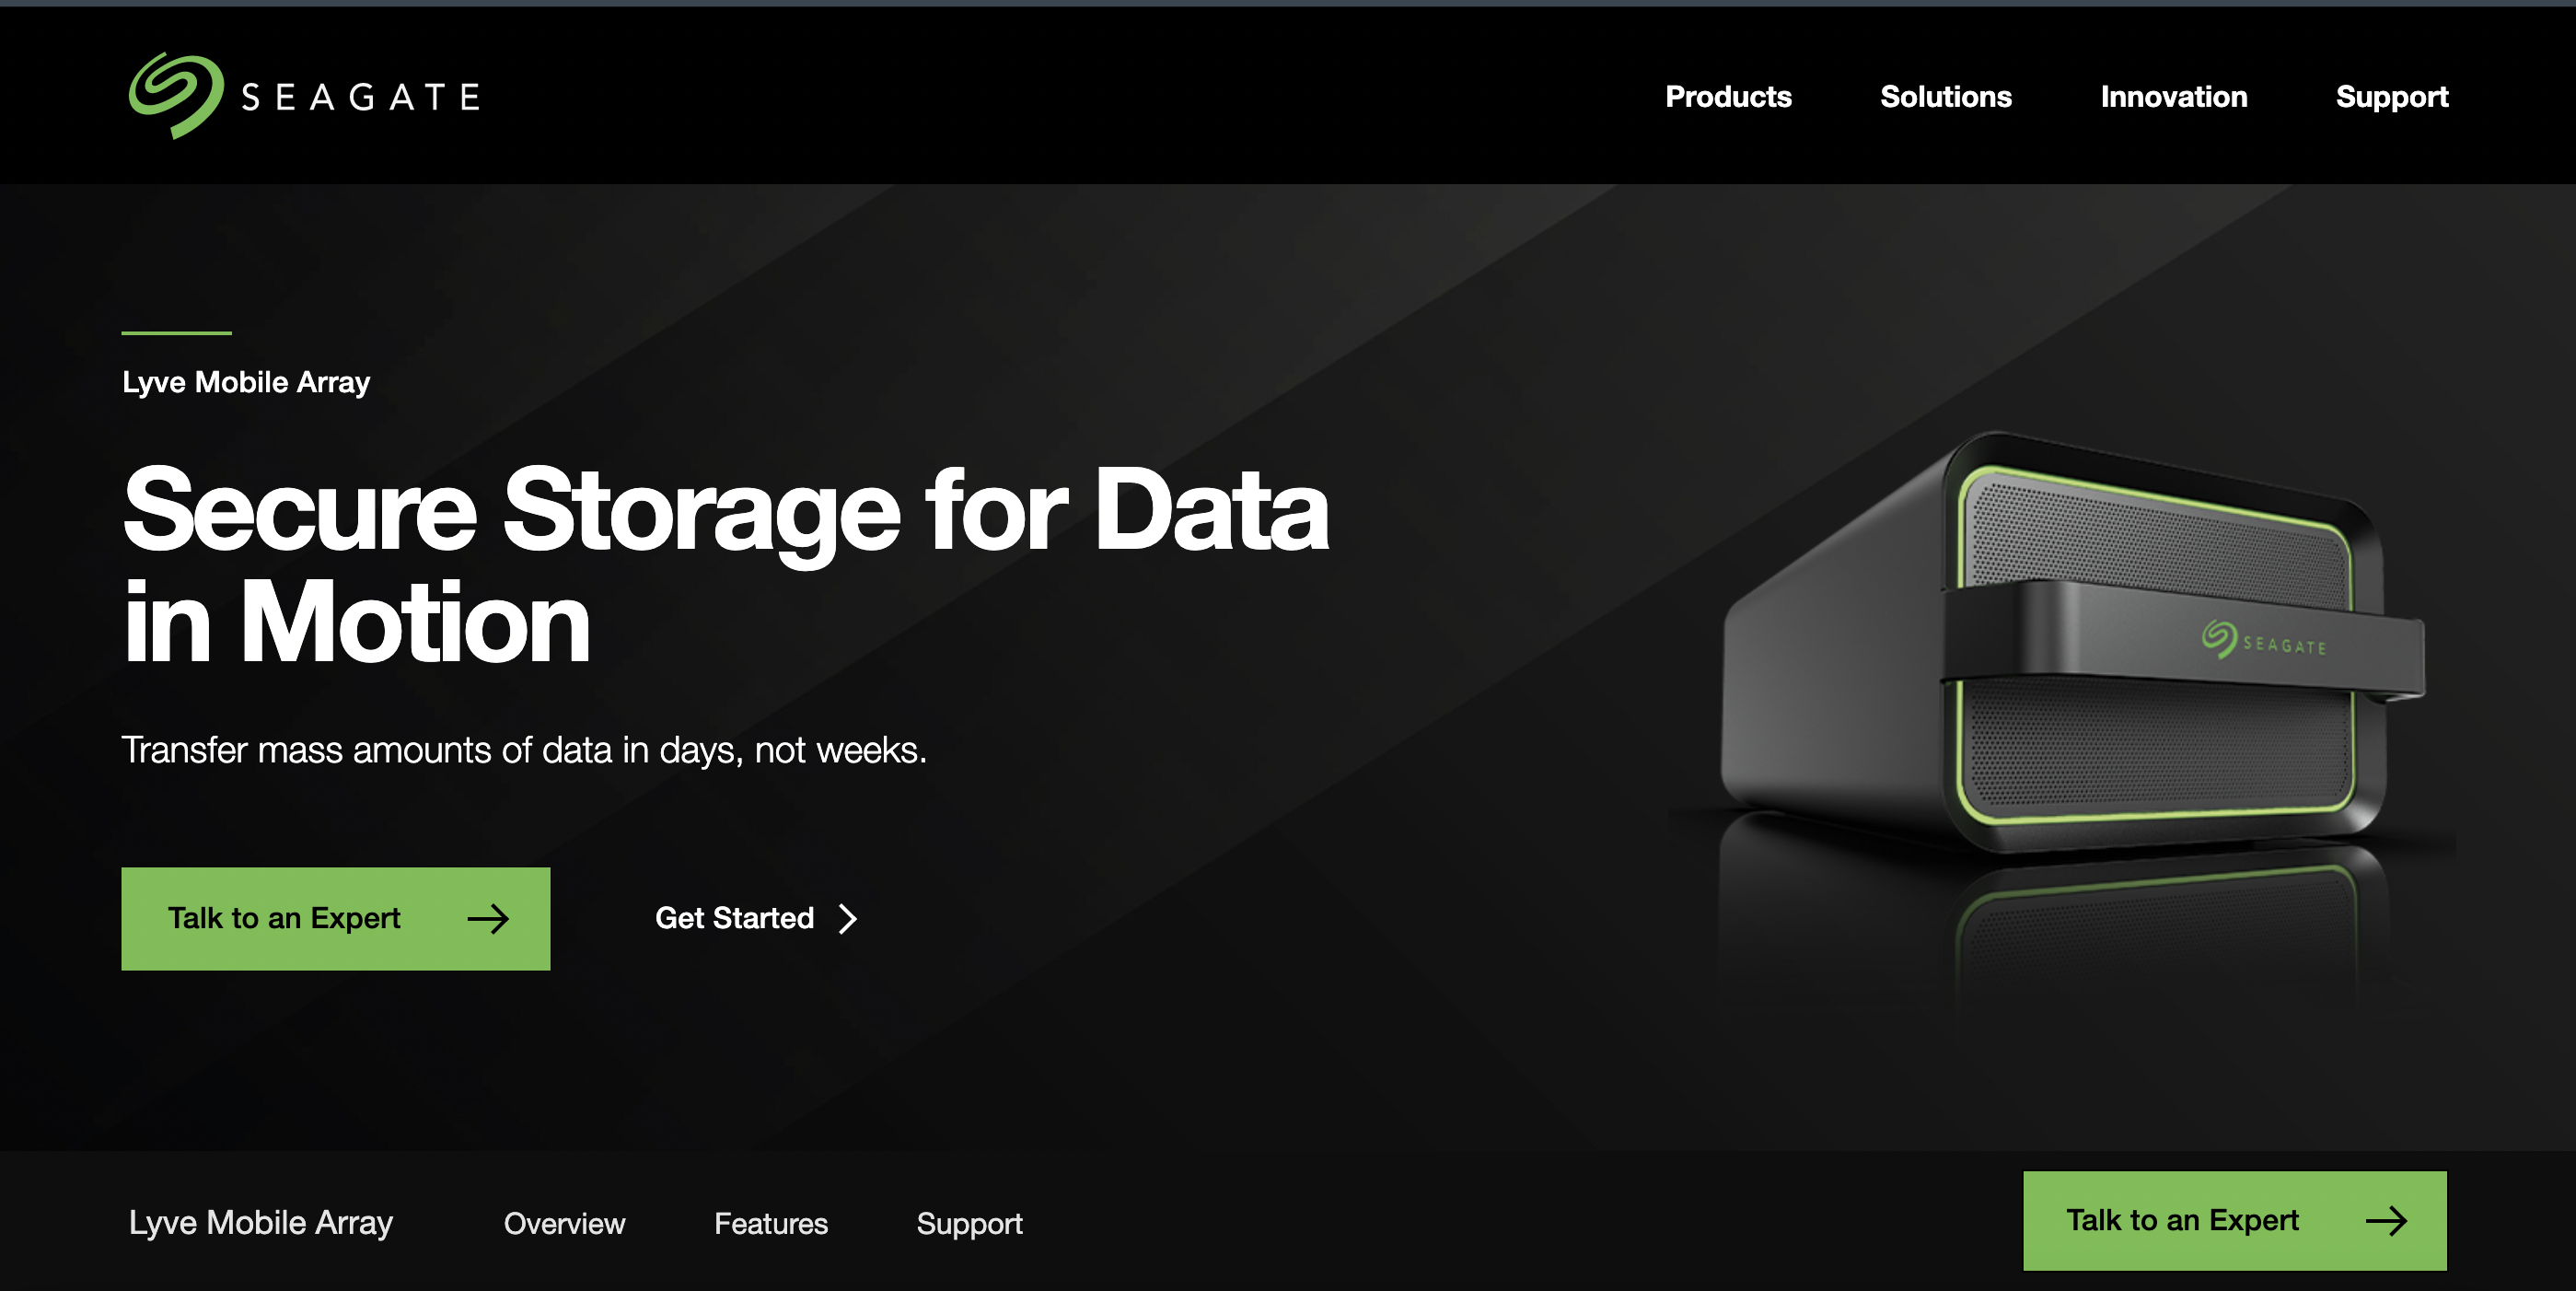 SEAGATE
Products Solutions Innovation Support
Lyve Mobile Array
Secure Storage for Data
in Motion
Transfer mass amounts of data in days, not weeks.
Talk to an Expert
Get Started
SEAGATE
Lyve Mobile Array Overview Features Support
Talk to an Expert